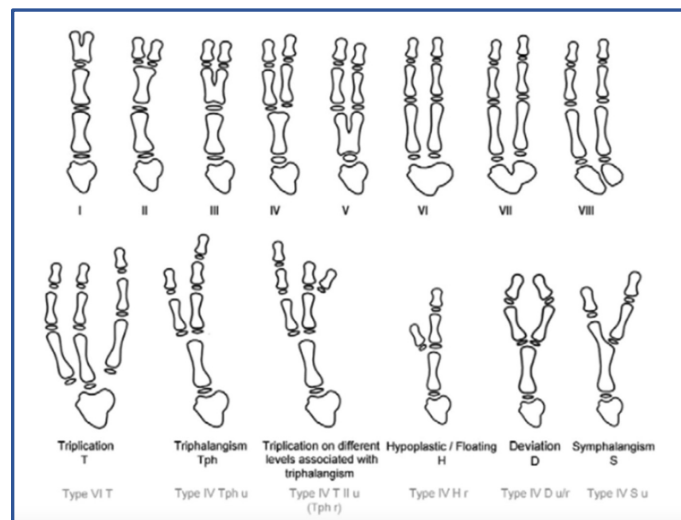 I II III IV V VI VII VIII
Triplication
T
Triphalangism
Tph
Triplication on different
levels associated with
triphalangism
Hypoplastic / Floating
H
Deviation
D
Symphalangism
S
Type VI T
Type IV Tph u
Type IV T II u
(Tph r)
Type IV H r
Type IV D u/r
Type IV S u